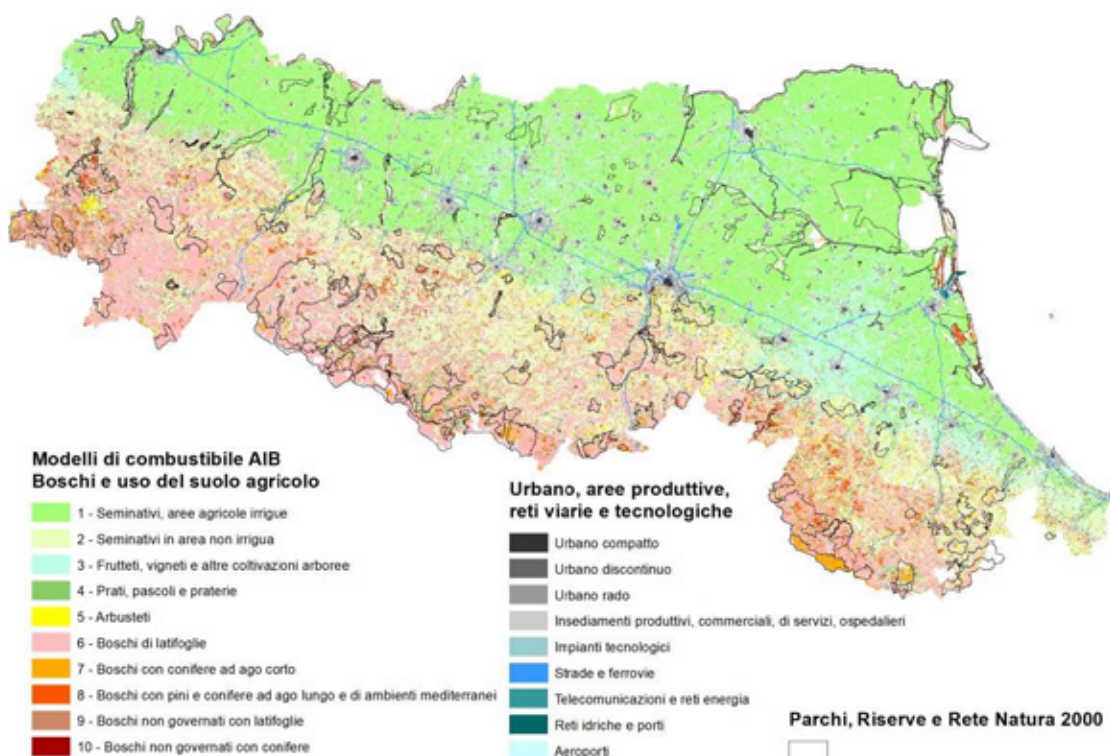 Modelli di combustibile AIB
Boschi e uso del suolo agricolo
1 - Seminativi, aree agricole irrigue
2 - Seminativi in area non irrigua
3 - Frutteti, vigneti e altre coltivazioni arboree
4 - Prati, pascoli e praterie
5 - Arbusteti
6 - Boschi di latifoglie
7 - Boschi con conifere ad ago corto
8 - Boschi con pini e conifere ad ago lungo e di ambienti mediterranei
9 - Boschi non governati con latifoglie
10 - Boschi non governati con conifere
Urbano, aree produttive,
reti viarie e tecnologiche
Urbano compatto
Urbano discontinuo
Urbano rado
Insediamenti produttivi, commerciali, di servizi, ospedalieri
Impianti tecnologici
Strade e ferrovie
Telecomunicazioni e reti energia
Reti idriche e porti
Aeroporti
Parchi, Riserve e Rete Natura 2000